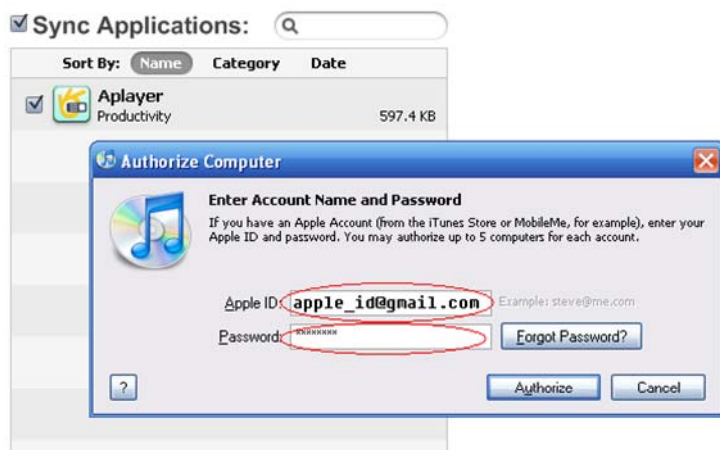 Sync Applications:
Sort By: Name Category Date
Aplayer
Productivity 597.4 KB
Authorize Computer
Enter Account Name and Password
If you have an Apple Account (from the iTunes Store or MobileMe, for example), enter your
Apple ID and password. You may authorize up to 5 computers for each account.
Apple ID: apple_id@gmail.com Example: steve@me.com
Password: ******** Forgot Password?
? Authorize Cancel